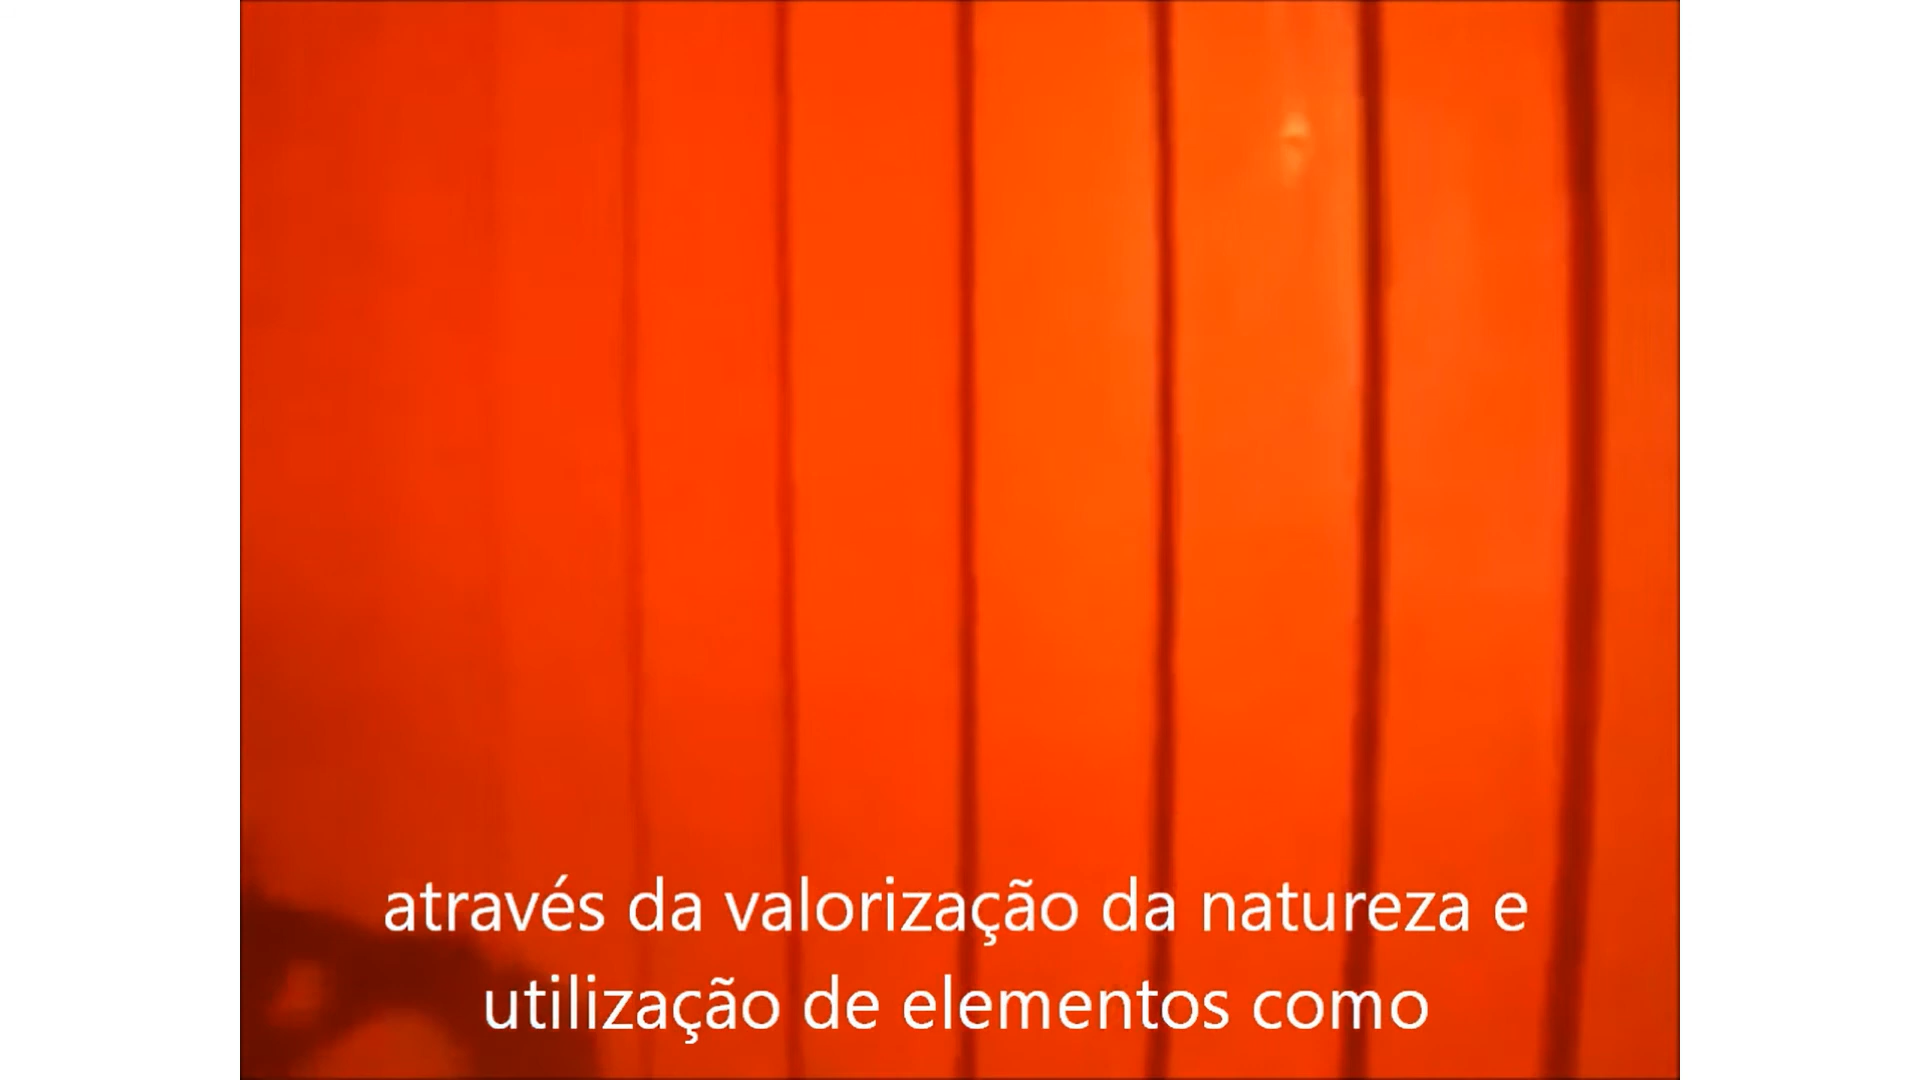 através da valorização da natureza e
utilização de elementos como